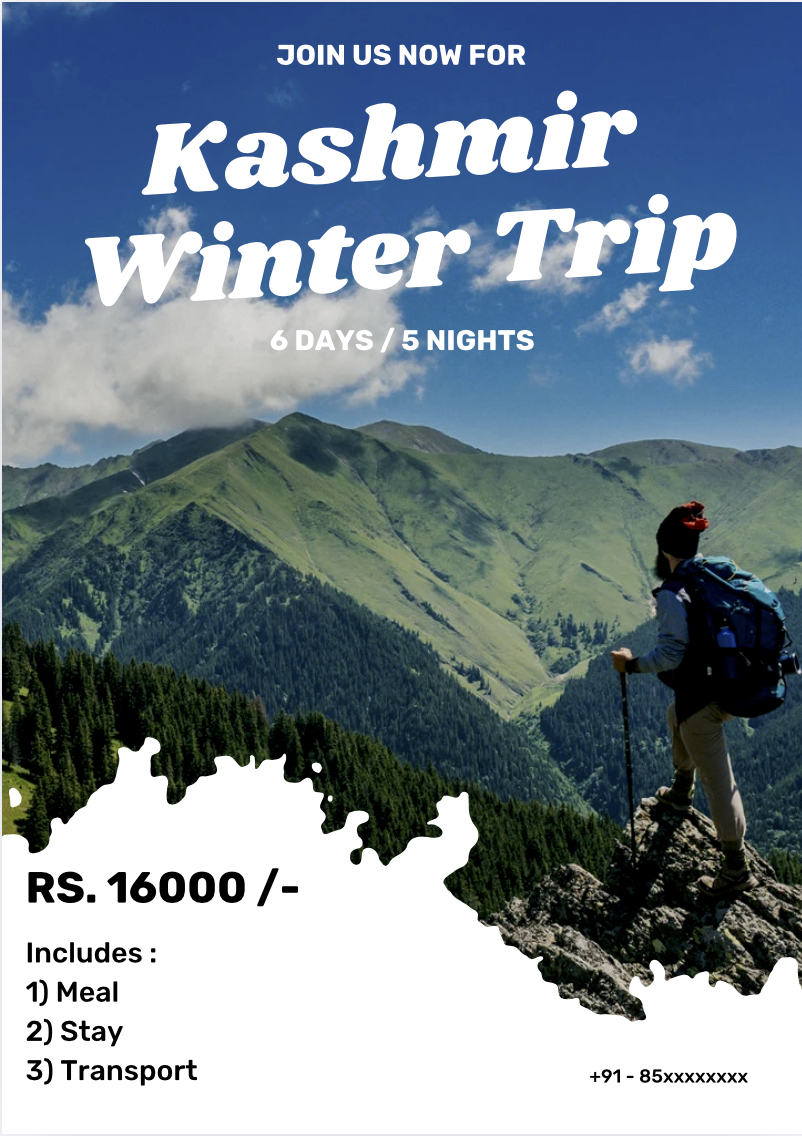 JOIN US NOW FOR
Kashmir
Winter Trip
6 DAYS / 5 NIGHTS
RS. 16000 /-
Includes :
1) Meal
2) Stay
3) Transport
+91 - 85xxxxxxxx